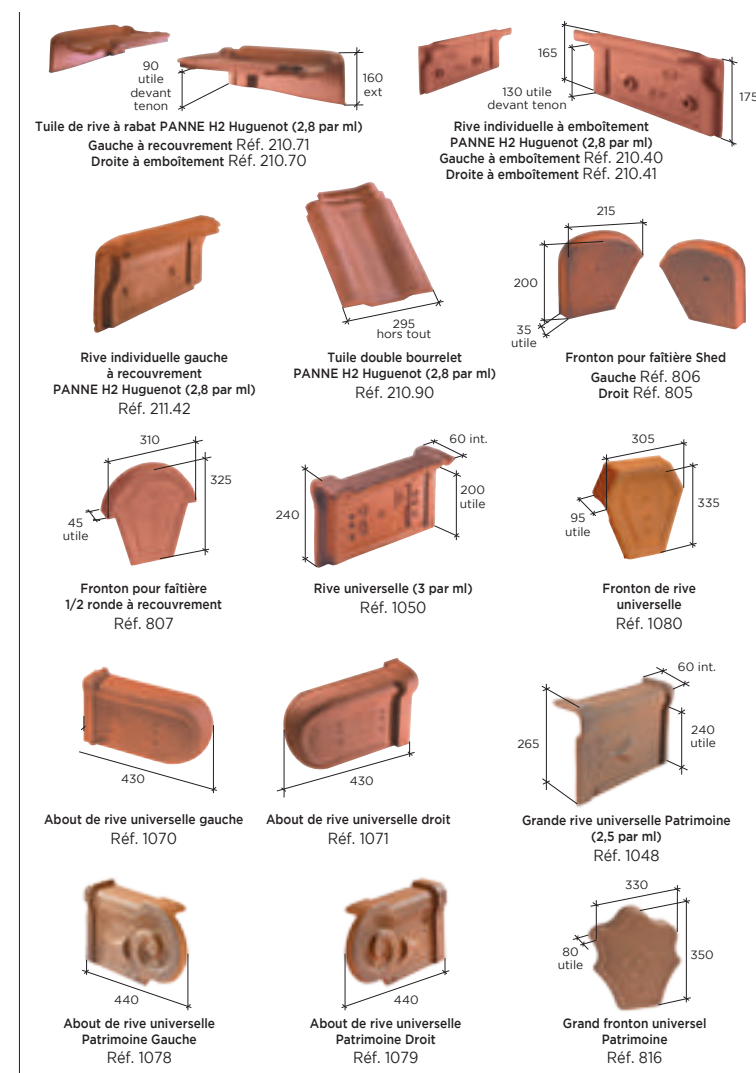 90
utile
devant
tenon
160
ext
Tuile de rive à rabat PANNE H2 Huguenot (2,8 par ml)
Gauche à recouvrement Réf. 210.71
Droite à emboîtement Réf. 210.70
165
130 utile
devant tenon
175
Rive individuelle à emboîtement
PANNE H2 Huguenot (2,8 par ml)
Gauche à emboîtement Réf. 210.40
Droite à emboîtement Réf. 210.41
Rive individuelle gauche
à recouvrement
PANNE H2 Huguenot (2,8 par ml)
Réf. 211.42
295
hors tout
Tuile double bourrelet
PANNE H2 Huguenot (2,8 par ml)
Réf. 210.90
215
200
35
utile
Fronton pour faîtière Shed
Gauche Réf. 806
Droit Réf. 805
310
325
45
utile
Fronton pour faîtière
1/2 ronde à recouvrement
Réf. 807
60 int.
200
utile
240
Rive universelle (3 par ml)
Réf. 1050
305
335
95
utile
Fronton de rive
universelle
Réf. 1080
430
About de rive universelle gauche
Réf. 1070
430
About de rive universelle droit
Réf. 1071
60 int.
265
240
utile
Grande rive universelle Patrimoine
(2,5 par ml)
Réf. 1048
440
About de rive universelle
Patrimoine Gauche
Réf. 1078
440
About de rive universelle
Patrimoine Droit
Réf. 1079
330
80
utile
350
Grand fronton universel
Patrimoine
Réf. 816